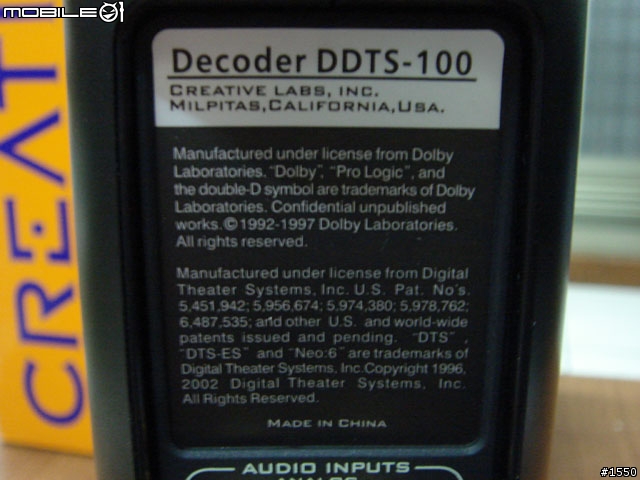 MOBILE01
CREAT
Decoder DDTS-100
CREATIVE LABS, INC.
MILPITAS,CALIFORNIA,USA.
Manufactured under license from Dolby
Laboratories. "Dolby", "Pro Logic", and
the double-D symbol are trademarks of Dolby
Laboratories. Confidential unpublished
works. © 1992-1997 Dolby Laboratories.
All rights reserved.
Manufactured under license from Digital
Theater Systems, Inc. U.S. Pat. No's.
5,451,942; 5,956,674; 5,974,380; 5,978,762;
6,487,535; and other U.S. and world-wide
patents issued and pending. "DTS",
"DTS-ES" and "Neo:6" are trademarks of
Digital Theater Systems, Inc.Copyright 1996,
2002 Digital Theater Systems, Inc.
All Rights Reserved.
MADE IN CHINA
AUDIO INPUTS
ANALOG
#1550